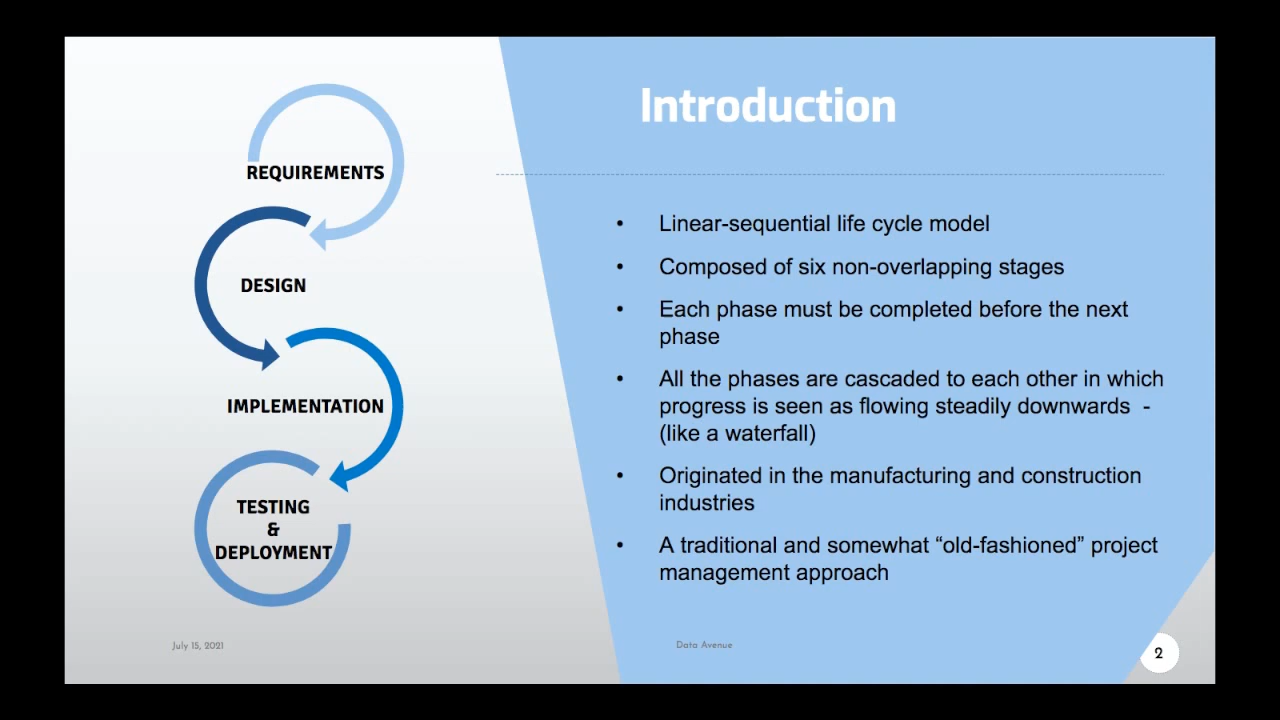 Introduction
REQUIREMENTS
DESIGN
IMPLEMENTATION
TESTING
&
DEPLOYMENT
• Linear-sequential life cycle model
• Composed of six non-overlapping stages
• Each phase must be completed before the next
phase
• All the phases are cascaded to each other in which
progress is seen as flowing steadily downwards -
(like a waterfall)
• Originated in the manufacturing and construction
industries
• A traditional and somewhat “old-fashioned” project
management approach
July 15, 2021
Data Avenue
2